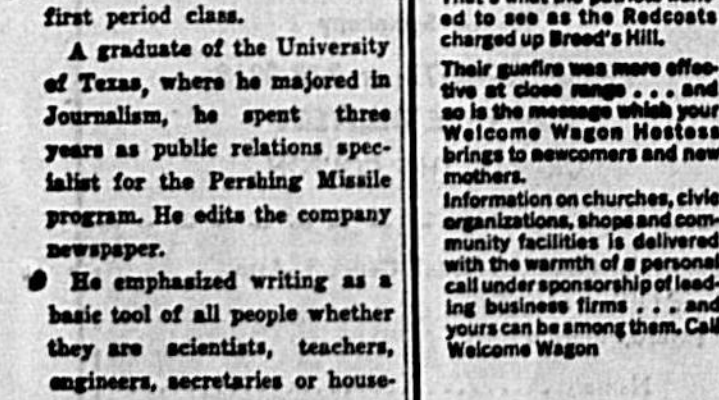 first period class.
A graduate of the University
of Texas, where he majored in
Journalism, he spent three
years as public relations spec-
ialist for the Pershing Missile
program. He edits the company
newspaper.
He emphasized writing as a
basic tool of all people whether
they are scientists, teachers,
engineers, secretaries or house-
ed to see as the Redcoats
charged up Breed's Hill.
Their gunfire was more effec-
tive at close range . . . and
so is the message which your
Welcome Wagon Hostess
brings to newcomers and new
mothers.
Information on churches, civic
organizations, shops and com-
munity facilities is delivered
with the warmth of a personal
call under sponsorship of lead-
ing business firms . . . and
yours can be among them. Call
Welcome Wagon